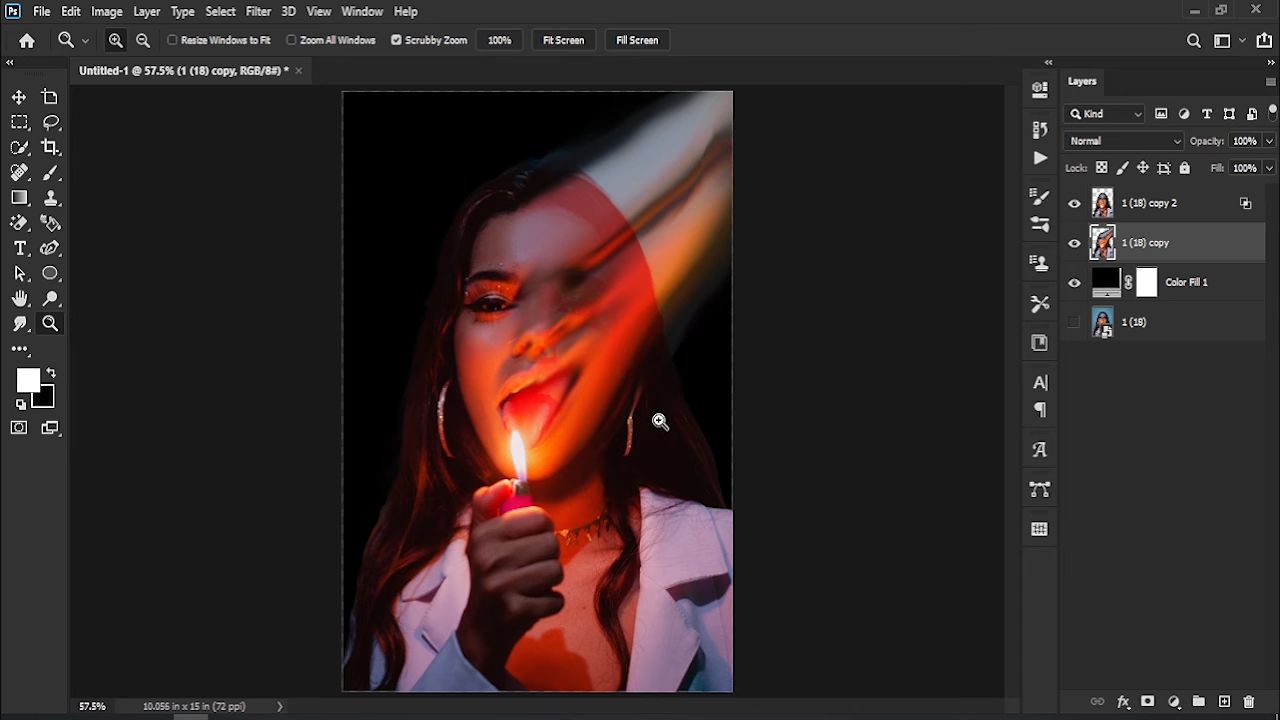 Ps File Edit Image Layer Type Select Filter 3D View Window Help
Resize Windows to Fit Zoom All Windows Scrubby Zoom 100% Fit Screen Fill Screen
Untitled-1 @ 57.5% (1 (18) copy, RGB/8#) *
Layers
Kind
Normal Opacity: 100%
Lock: Fill: 100%
1 (18) copy 2
1 (18) copy
Color Fill 1
1 (18)
57.5% 10.056 in x 15 in (72 ppi)